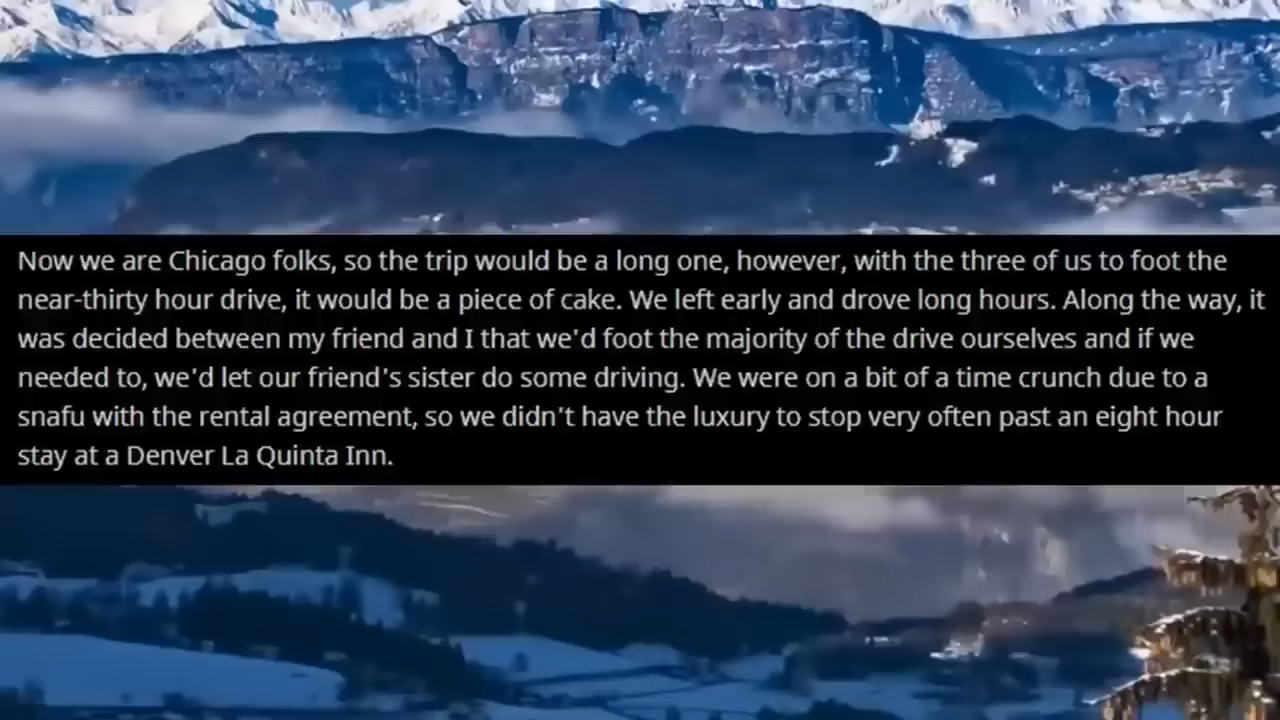 Now we are Chicago folks, so the trip would be a long one, however, with the three of us to foot the
near-thirty hour drive, it would be a piece of cake. We left early and drove long hours. Along the way, it
was decided between my friend and I that we'd foot the majority of the drive ourselves and if we
needed to, we'd let our friend's sister do some driving. We were on a bit of a time crunch due to a
snafu with the rental agreement, so we didn't have the luxury to stop very often past an eight hour
stay at a Denver La Quinta Inn.